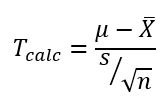 T_calc = (μ − X̄) / (s / √n)